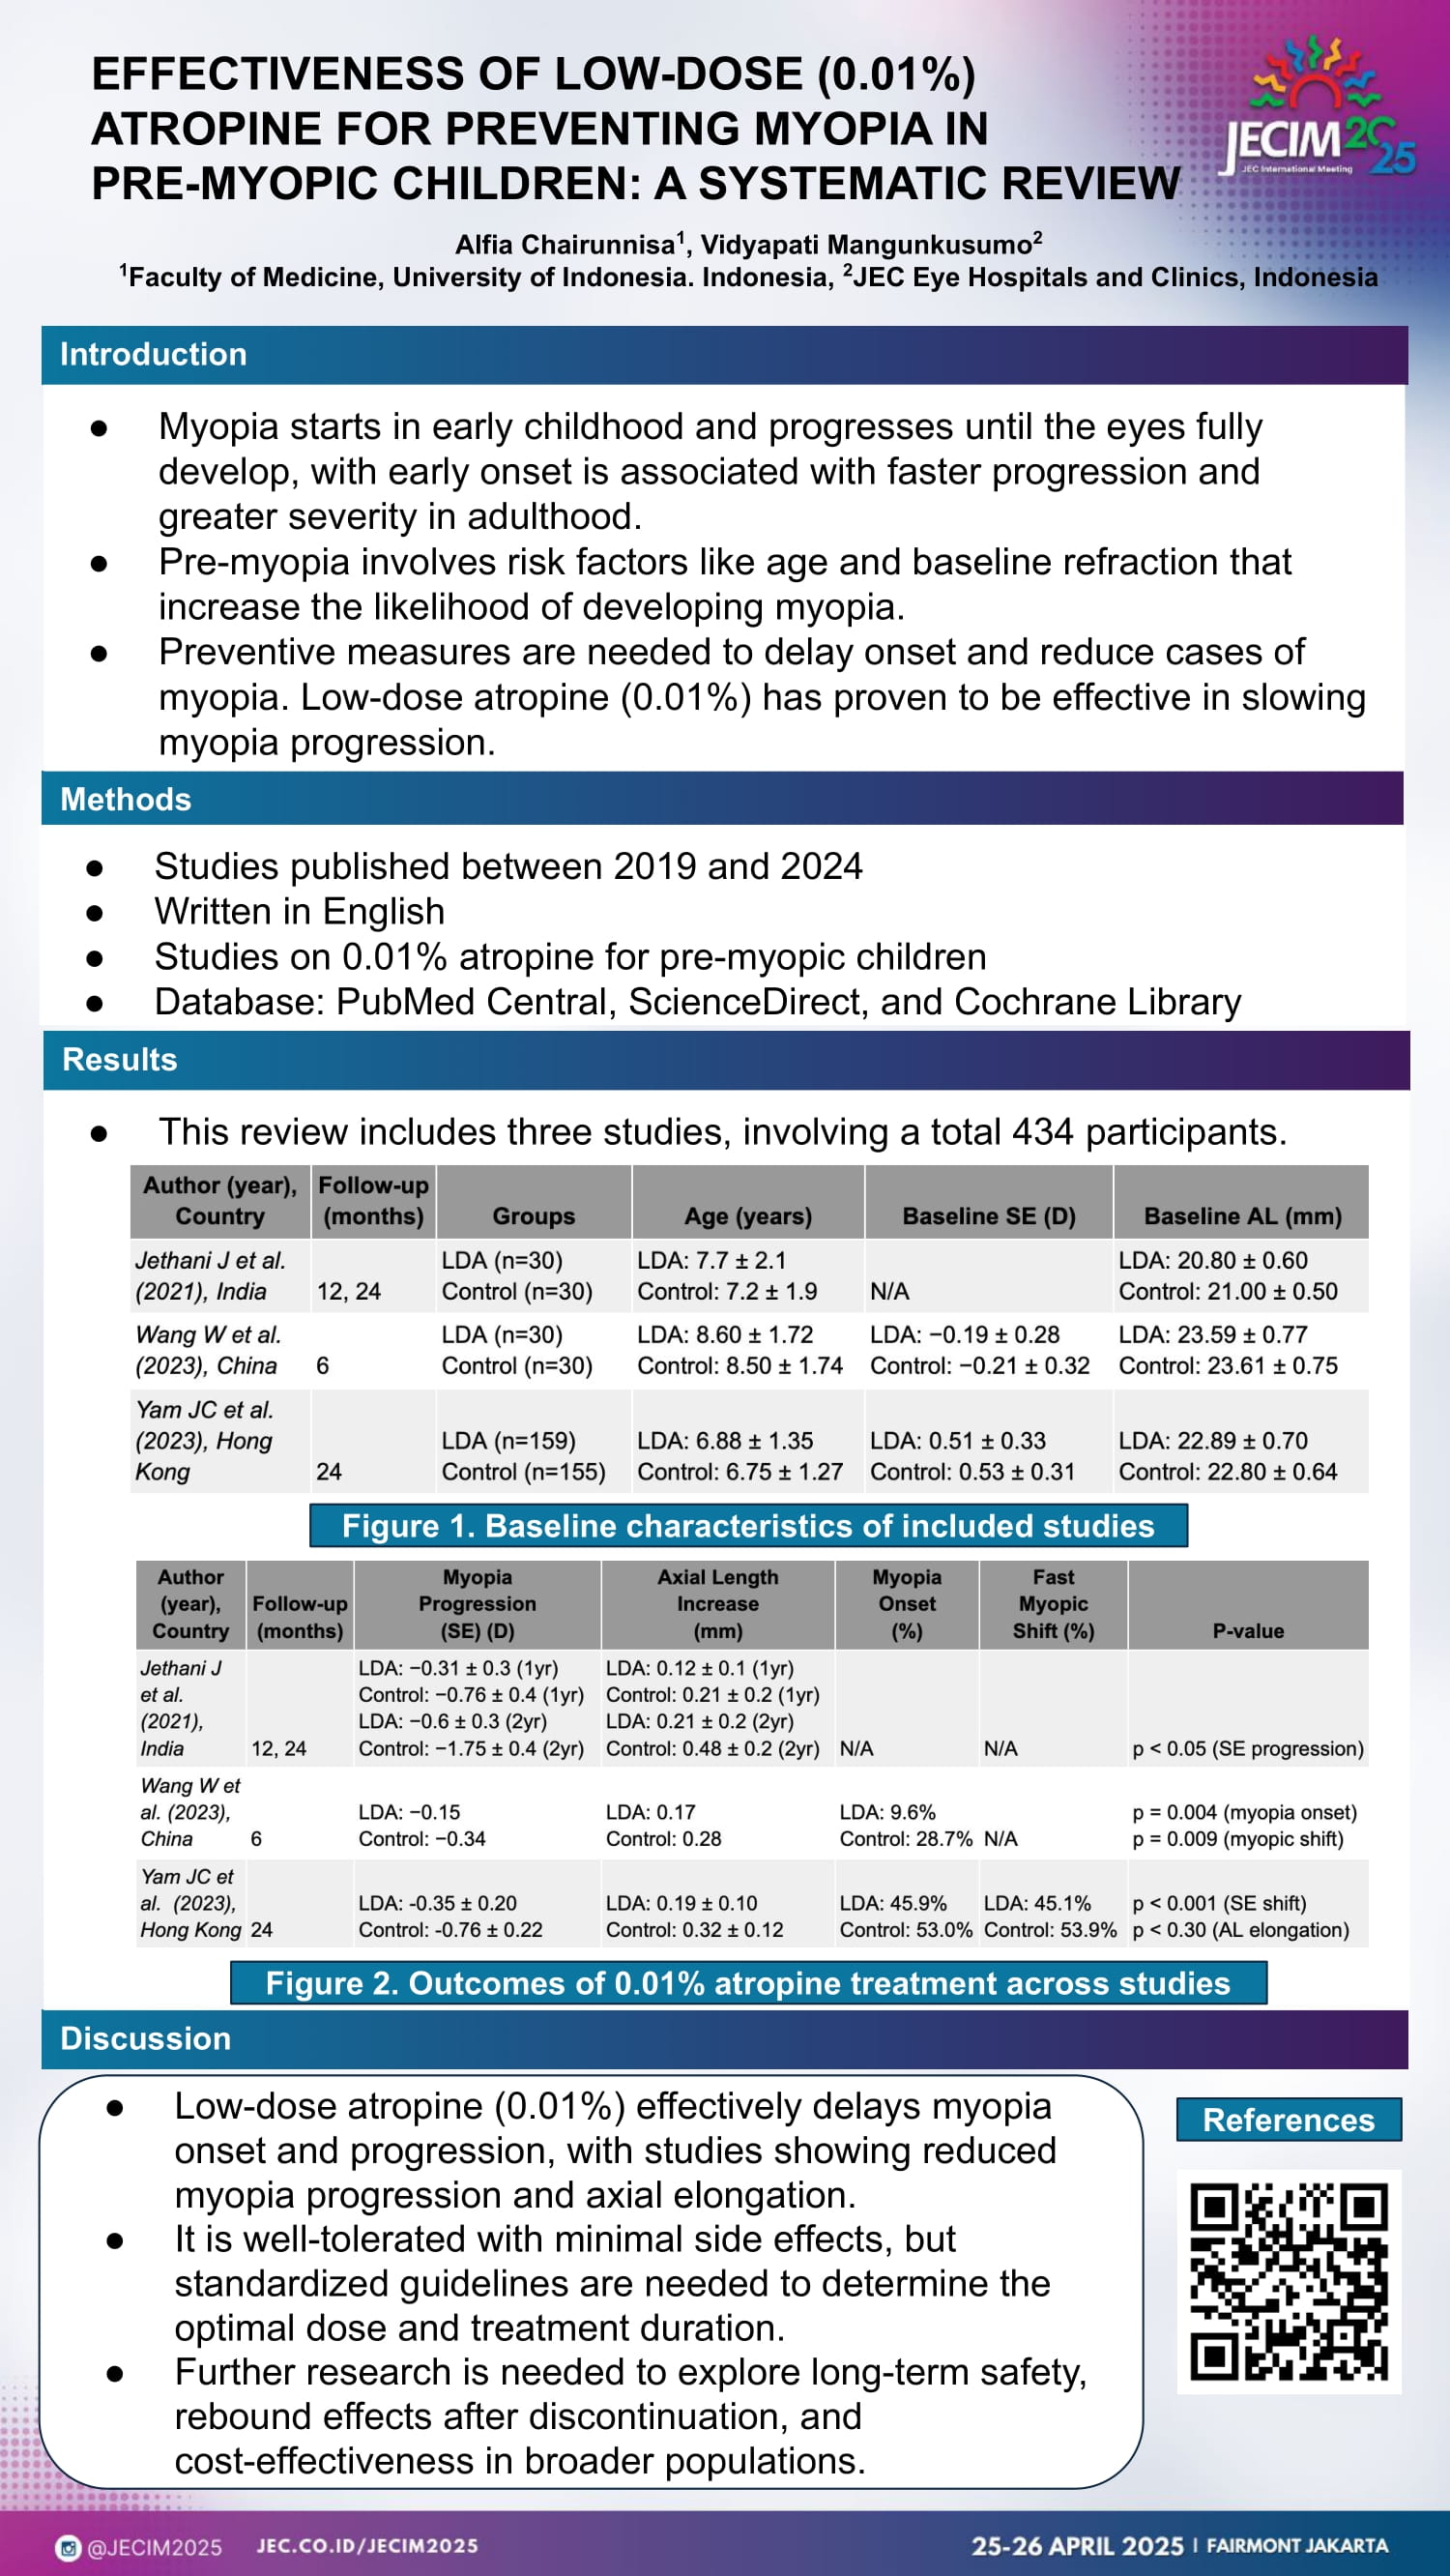 EFFECTIVENESS OF LOW-DOSE (0.01%)
ATROPINE FOR PREVENTING MYOPIA IN
PRE-MYOPIC CHILDREN: A SYSTEMATIC REVIEW
JECIM 2025
JEC International Meeting
Alfia Chairunnisa1, Vidyapati Mangunkusumo2
1Faculty of Medicine, University of Indonesia. Indonesia, 2JEC Eye Hospitals and Clinics, Indonesia
Introduction
● Myopia starts in early childhood and progresses until the eyes fully
develop, with early onset is associated with faster progression and
greater severity in adulthood.
● Pre-myopia involves risk factors like age and baseline refraction that
increase the likelihood of developing myopia.
● Preventive measures are needed to delay onset and reduce cases of
myopia. Low-dose atropine (0.01%) has proven to be effective in slowing
myopia progression.
Methods
● Studies published between 2019 and 2024
● Written in English
● Studies on 0.01% atropine for pre-myopic children
● Database: PubMed Central, ScienceDirect, and Cochrane Library
Results
● This review includes three studies, involving a total 434 participants.
Author (year), Follow-up
Country (months) Groups Age (years) Baseline SE (D) Baseline AL (mm)
Jethani J et al. LDA (n=30) LDA: 7.7 ± 2.1 LDA: 20.80 ± 0.60
(2021), India 12, 24 Control (n=30) Control: 7.2 ± 1.9 N/A Control: 21.00 ± 0.50
Wang W et al. LDA (n=30) LDA: 8.60 ± 1.72 LDA: −0.19 ± 0.28 LDA: 23.59 ± 0.77
(2023), China 6 Control (n=30) Control: 8.50 ± 1.74 Control: −0.21 ± 0.32 Control: 23.61 ± 0.75
Yam JC et al.
(2023), Hong LDA (n=159) LDA: 6.88 ± 1.35 LDA: 0.51 ± 0.33 LDA: 22.89 ± 0.70
Kong 24 Control (n=155) Control: 6.75 ± 1.27 Control: 0.53 ± 0.31 Control: 22.80 ± 0.64
Figure 1. Baseline characteristics of included studies
Author Myopia Axial Length Myopia Fast
(year), Follow-up Progression Increase Onset Myopic
Country (months) (SE) (D) (mm) (%) Shift (%) P-value
Jethani J LDA: −0.31 ± 0.3 (1yr) LDA: 0.12 ± 0.1 (1yr)
et al. Control: −0.76 ± 0.4 (1yr) Control: 0.21 ± 0.2 (1yr)
(2021), LDA: −0.6 ± 0.3 (2yr) LDA: 0.21 ± 0.2 (2yr)
India 12, 24 Control: −1.75 ± 0.4 (2yr) Control: 0.48 ± 0.2 (2yr) N/A N/A p < 0.05 (SE progression)
Wang W et
al. (2023), LDA: −0.15 LDA: 0.17 LDA: 9.6% p = 0.004 (myopia onset)
China 6 Control: −0.34 Control: 0.28 Control: 28.7% N/A p = 0.009 (myopic shift)
Yam JC et
al. (2023), LDA: -0.35 ± 0.20 LDA: 0.19 ± 0.10 LDA: 45.9% LDA: 45.1% p < 0.001 (SE shift)
Hong Kong 24 Control: -0.76 ± 0.22 Control: 0.32 ± 0.12 Control: 53.0% Control: 53.9% p < 0.30 (AL elongation)
Figure 2. Outcomes of 0.01% atropine treatment across studies
Discussion
● Low-dose atropine (0.01%) effectively delays myopia
onset and progression, with studies showing reduced
myopia progression and axial elongation.
● It is well-tolerated with minimal side effects, but
standardized guidelines are needed to determine the
optimal dose and treatment duration.
● Further research is needed to explore long-term safety,
rebound effects after discontinuation, and
cost-effectiveness in broader populations.
References
@JECIM2025 JEC.CO.ID/JECIM2025 25-26 APRIL 2025 | FAIRMONT JAKARTA